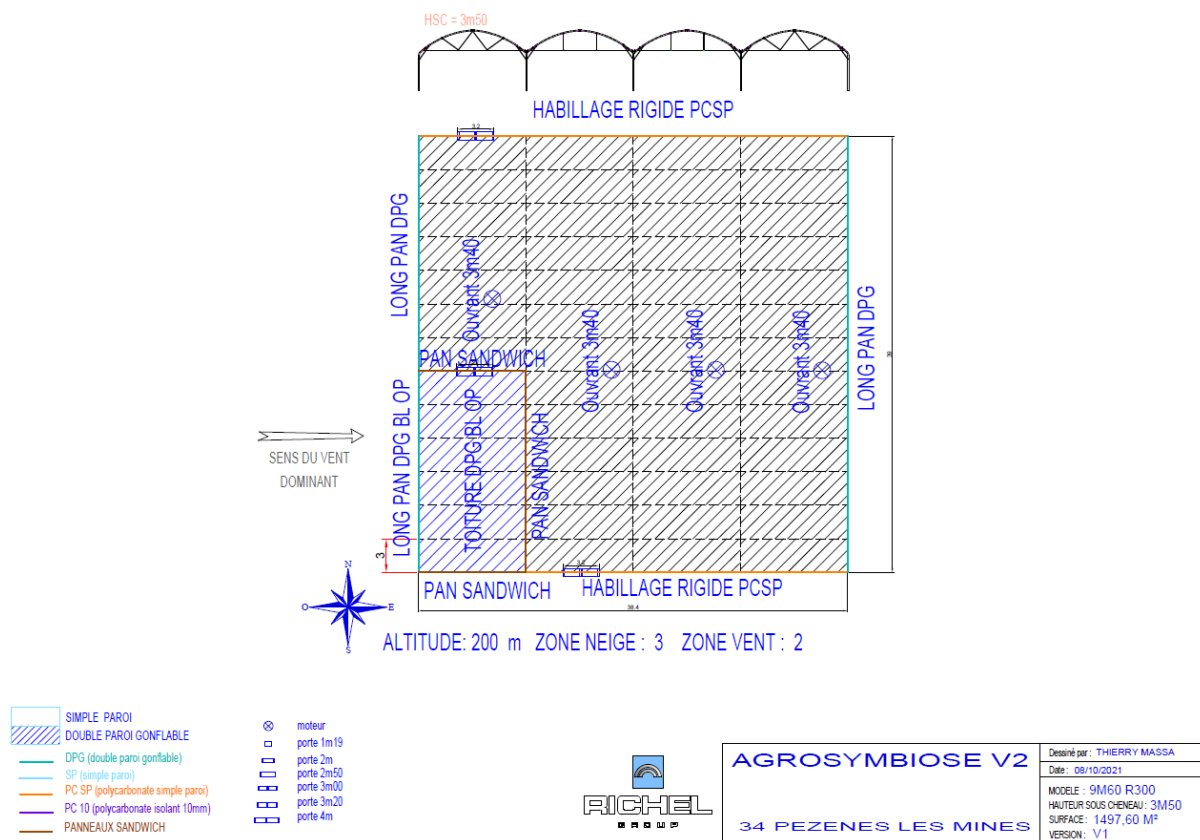 HSC = 3m50
HABILLAGE RIGIDE PCSP
3.2
LONG PAN DPG
Ouvrant 3m40
Ouvrant 3m40
Ouvrant 3m40
Ouvrant 3m40
LONG PAN DPG
39
PAN SANDWICH
LONG PAN DPG BL OP
TOITURE DPG BL OP
PAN SANDWICH
SENS DU VENT
DOMINANT
3
PAN SANDWICH
HABILLAGE RIGIDE PCSP
38.4
N
O
E
S
ALTITUDE: 200 m ZONE NEIGE : 3 ZONE VENT : 2
SIMPLE PAROI
DOUBLE PAROI GONFLABLE
DPG (double paroi gonflable)
SP (simple paroi)
PC SP (polycarbonate simple paroi)
PC 10 (polycarbonate isolant 10mm)
PANNEAUX SANDWICH
moteur
porte 1m19
porte 2m
porte 2m50
porte 3m00
porte 3m20
porte 4m
RICHEL
GROUP
AGROSYMBIOSE V2
34 PEZENES LES MINES
Dessiné par : THIERRY MASSA
Date : 08/10/2021
MODELE : 9M60 R300
HAUTEUR SOUS CHENEAU : 3M50
SURFACE : 1497,60 M²
VERSION : V1